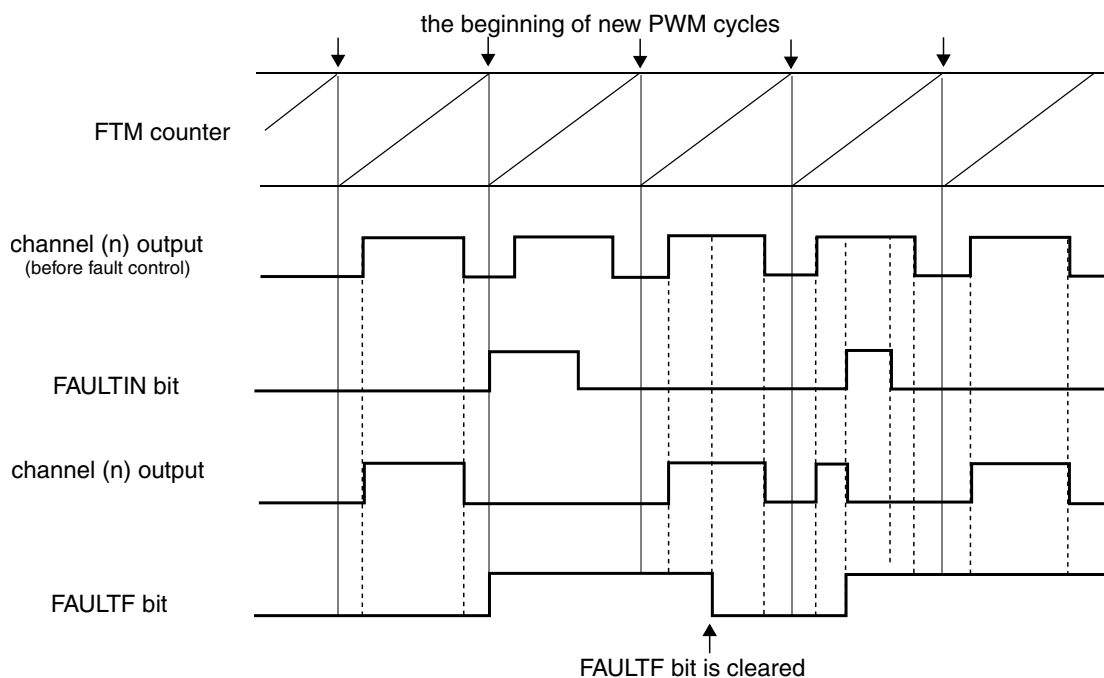 the beginning of new PWM cycles
FTM counter
channel (n) output
(before fault control)
FAULTIN bit
channel (n) output
FAULTF bit
FAULTF bit is cleared